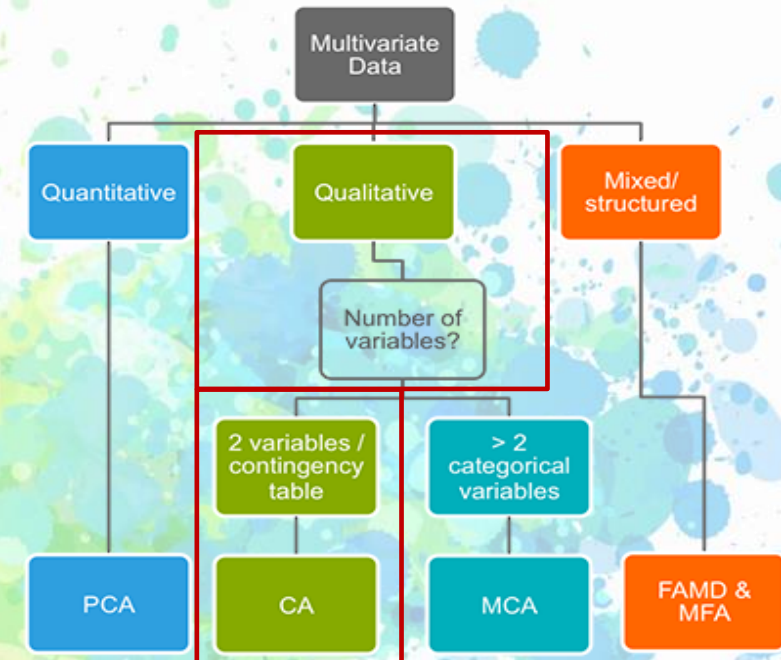 Multivariate
Data
Quantitative
Qualitative
Mixed/
structured
Number of
variables?
2 variables /
contingency
table
> 2
categorical
variables
PCA
CA
MCA
FAMD &
MFA